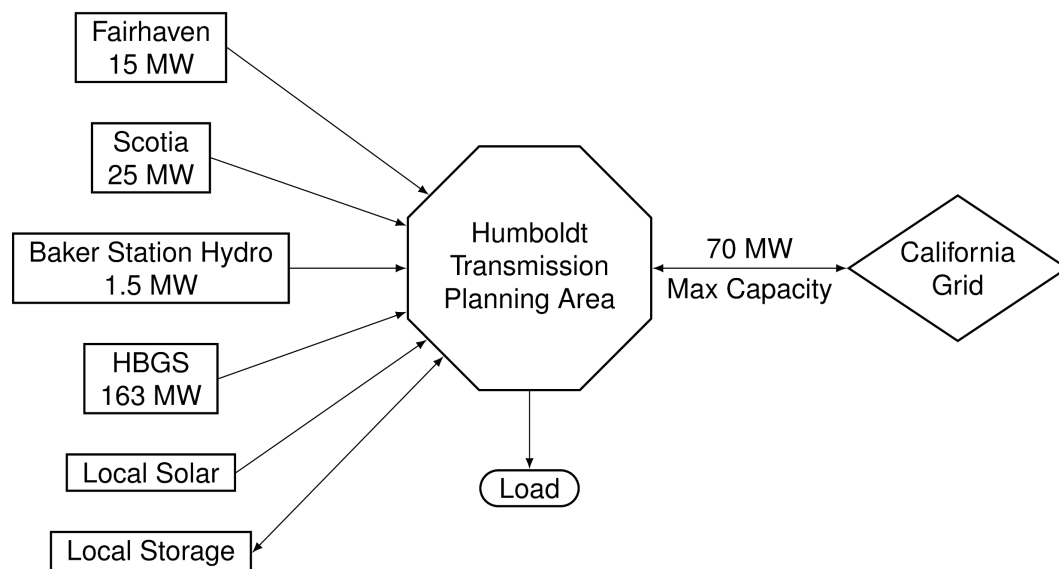 Fairhaven
15 MW
Scotia
25 MW
Baker Station Hydro
1.5 MW
HBGS
163 MW
Local Solar
Local Storage
Humboldt
Transmission
Planning Area
Load
70 MW
Max Capacity
California
Grid